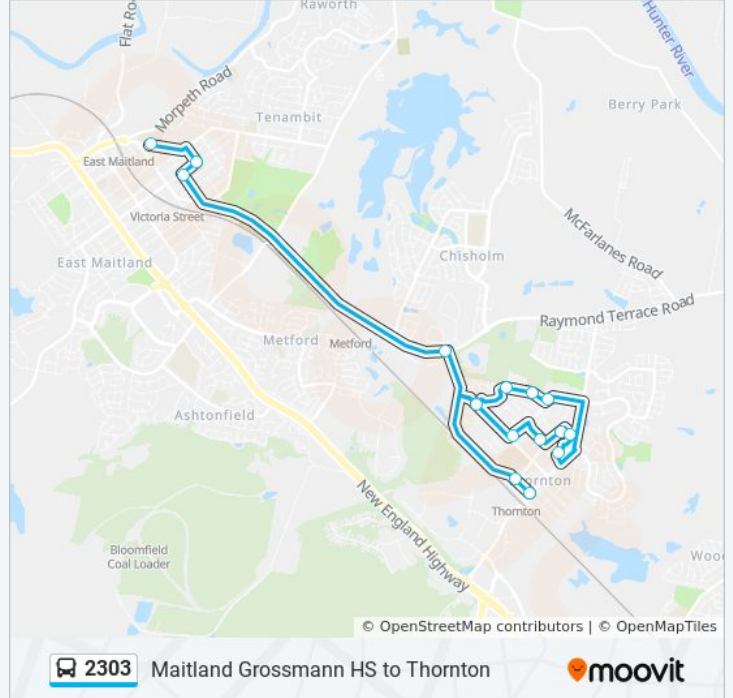 Raworth
Flat Ro
Hunter River
Morpeth Road
Berry Park
Tenambit
East Maitland
Victoria Street
McFarlanes Road
East Maitland
Chisholm
Raymond Terrace Road
Metford
Metford
Ashtonfield
ornton
New England Highway
Thornton
Bloomfield
Coal Loader
Wood
© OpenStreetMap contributors | © OpenMapTiles
2303 Maitland Grossmann HS to Thornton
moovit